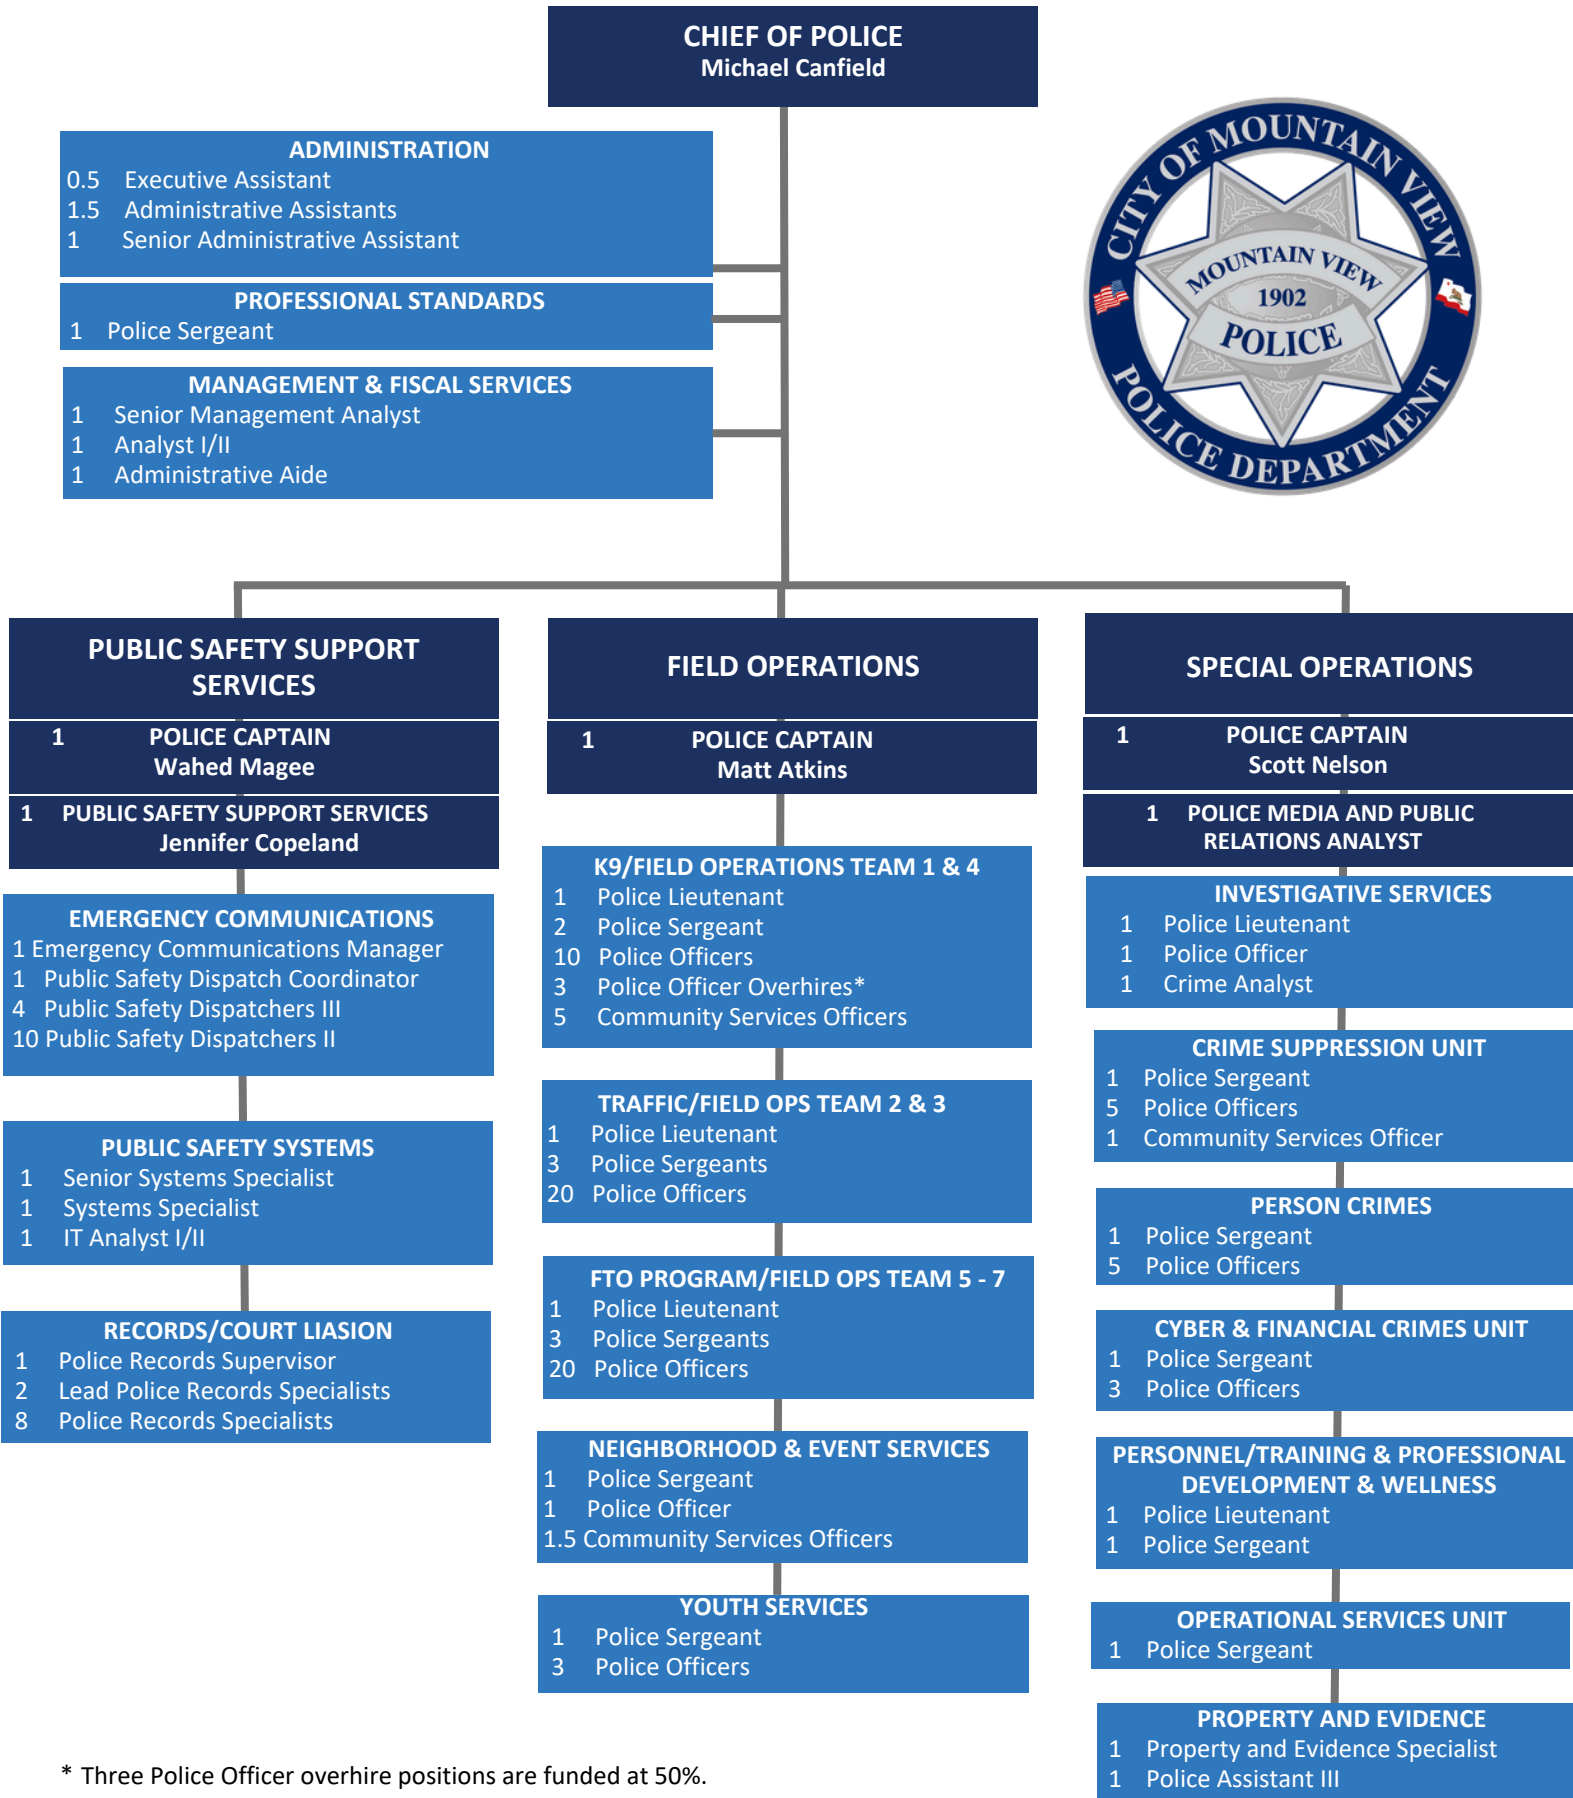 CHIEF OF POLICE
Michael Canfield
ADMINISTRATION
0.5 Executive Assistant
1.5 Administrative Assistants
1 Senior Administrative Assistant
PROFESSIONAL STANDARDS
1 Police Sergeant
MANAGEMENT & FISCAL SERVICES
1 Senior Management Analyst
1 Analyst I/II
1 Administrative Aide
CITY OF MOUNTAIN VIEW
MOUNTAIN VIEW
1902
POLICE
POLICE DEPARTMENT
PUBLIC SAFETY SUPPORT
SERVICES
1 POLICE CAPTAIN
Wahed Magee
1 PUBLIC SAFETY SUPPORT SERVICES
Jennifer Copeland
EMERGENCY COMMUNICATIONS
1 Emergency Communications Manager
1 Public Safety Dispatch Coordinator
4 Public Safety Dispatchers III
10 Public Safety Dispatchers II
PUBLIC SAFETY SYSTEMS
1 Senior Systems Specialist
1 Systems Specialist
1 IT Analyst I/II
RECORDS/COURT LIASION
1 Police Records Supervisor
2 Lead Police Records Specialists
8 Police Records Specialists
FIELD OPERATIONS
1 POLICE CAPTAIN
Matt Atkins
K9/FIELD OPERATIONS TEAM 1 & 4
1 Police Lieutenant
2 Police Sergeant
10 Police Officers
3 Police Officer Overhires*
5 Community Services Officers
TRAFFIC/FIELD OPS TEAM 2 & 3
1 Police Lieutenant
3 Police Sergeants
20 Police Officers
FTO PROGRAM/FIELD OPS TEAM 5 - 7
1 Police Lieutenant
3 Police Sergeants
20 Police Officers
NEIGHBORHOOD & EVENT SERVICES
1 Police Sergeant
1 Police Officer
1.5 Community Services Officers
YOUTH SERVICES
1 Police Sergeant
3 Police Officers
SPECIAL OPERATIONS
1 POLICE CAPTAIN
Scott Nelson
1 POLICE MEDIA AND PUBLIC
RELATIONS ANALYST
INVESTIGATIVE SERVICES
1 Police Lieutenant
1 Police Officer
1 Crime Analyst
CRIME SUPPRESSION UNIT
1 Police Sergeant
5 Police Officers
1 Community Services Officer
PERSON CRIMES
1 Police Sergeant
5 Police Officers
CYBER & FINANCIAL CRIMES UNIT
1 Police Sergeant
3 Police Officers
PERSONNEL/TRAINING & PROFESSIONAL
DEVELOPMENT & WELLNESS
1 Police Lieutenant
1 Police Sergeant
OPERATIONAL SERVICES UNIT
1 Police Sergeant
PROPERTY AND EVIDENCE
1 Property and Evidence Specialist
1 Police Assistant III
* Three Police Officer overhire positions are funded at 50%.